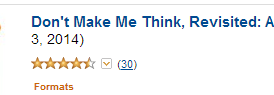 Don't Make Me Think, Revisited: A
3, 2014)
(30)
Formats